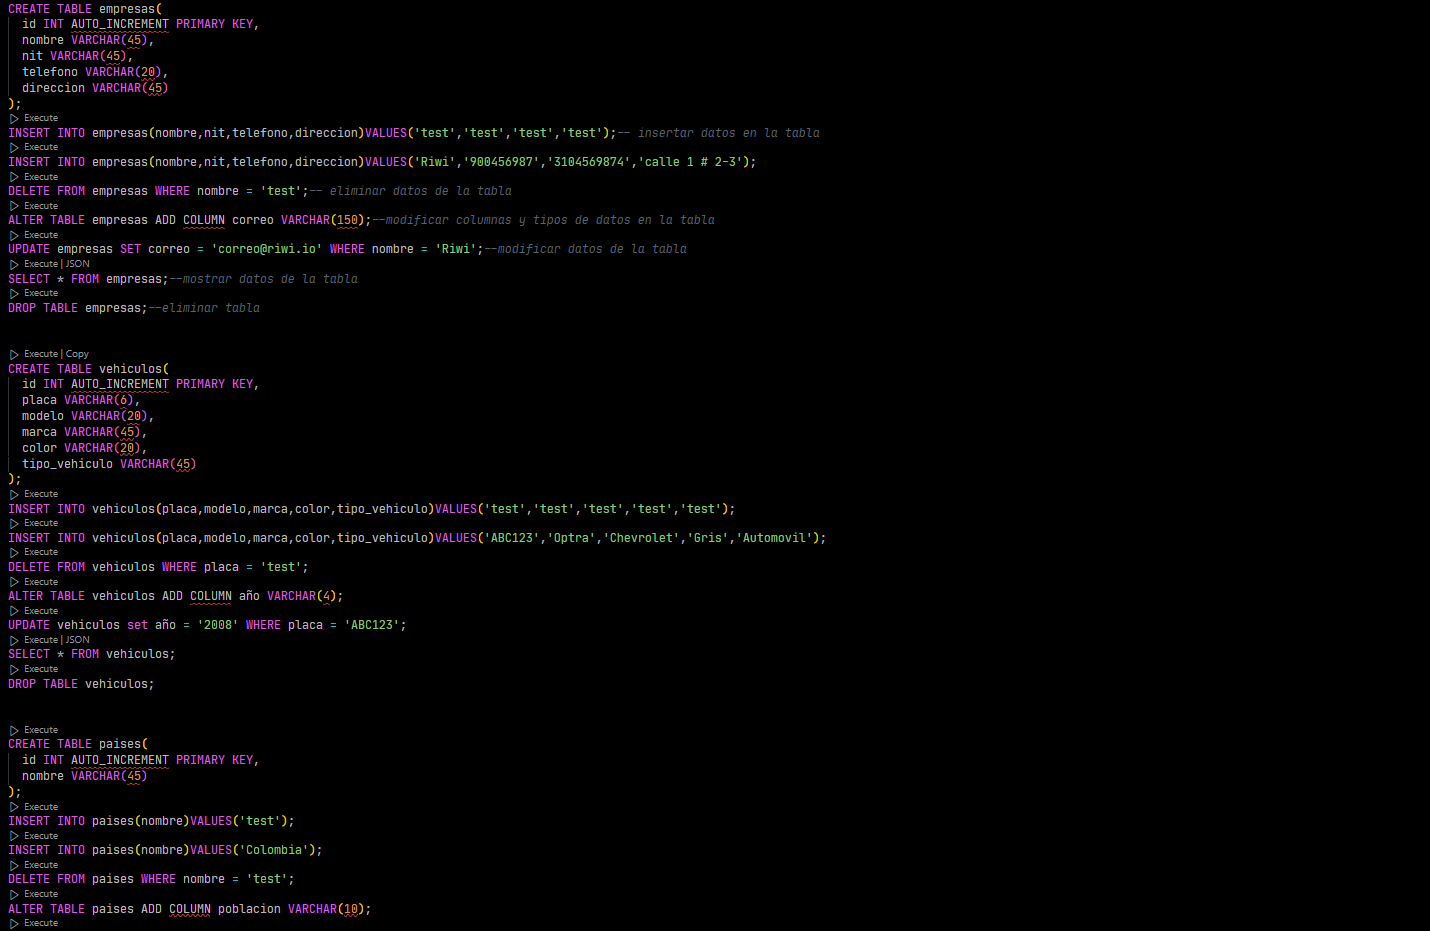 CREATE TABLE empresas(
id INT AUTO_INCREMENT PRIMARY KEY,
nombre VARCHAR(45),
nit VARCHAR(45),
telefono VARCHAR(20),
direccion VARCHAR(45)
);
Execute
INSERT INTO empresas(nombre,nit,telefono,direccion)VALUES('test','test','test','test');-- insertar datos en la tabla
Execute
INSERT INTO empresas(nombre,nit,telefono,direccion)VALUES('Riwi','900456987','3104569874','calle 1 # 2-3');
Execute
DELETE FROM empresas WHERE nombre = 'test';-- eliminar datos de la tabla
Execute
ALTER TABLE empresas ADD COLUMN correo VARCHAR(150);--modificar columnas y tipos de datos en la tabla
Execute
UPDATE empresas SET correo = 'correo@riwi.io' WHERE nombre = 'Riwi';--modificar datos de la tabla
Execute | JSON
SELECT * FROM empresas;--mostrar datos de la tabla
Execute
DROP TABLE empresas;--eliminar tabla
Execute | Copy
CREATE TABLE vehiculos(
id INT AUTO_INCREMENT PRIMARY KEY,
placa VARCHAR(6),
modelo VARCHAR(20),
marca VARCHAR(45),
color VARCHAR(20),
tipo_vehiculo VARCHAR(45)
);
Execute
INSERT INTO vehiculos(placa,modelo,marca,color,tipo_vehiculo)VALUES('test','test','test','test','test');
Execute
INSERT INTO vehiculos(placa,modelo,marca,color,tipo_vehiculo)VALUES('ABC123','Optra','Chevrolet','Gris','Automovil');
Execute
DELETE FROM vehiculos WHERE placa = 'test';
Execute
ALTER TABLE vehiculos ADD COLUMN año VARCHAR(4);
Execute
UPDATE vehiculos set año = '2008' WHERE placa = 'ABC123';
Execute | JSON
SELECT * FROM vehiculos;
Execute
DROP TABLE vehiculos;
Execute
CREATE TABLE paises(
id INT AUTO_INCREMENT PRIMARY KEY,
nombre VARCHAR(45)
);
Execute
INSERT INTO paises(nombre)VALUES('test');
Execute
INSERT INTO paises(nombre)VALUES('Colombia');
Execute
DELETE FROM paises WHERE nombre = 'test';
Execute
ALTER TABLE paises ADD COLUMN poblacion VARCHAR(10);
Execute